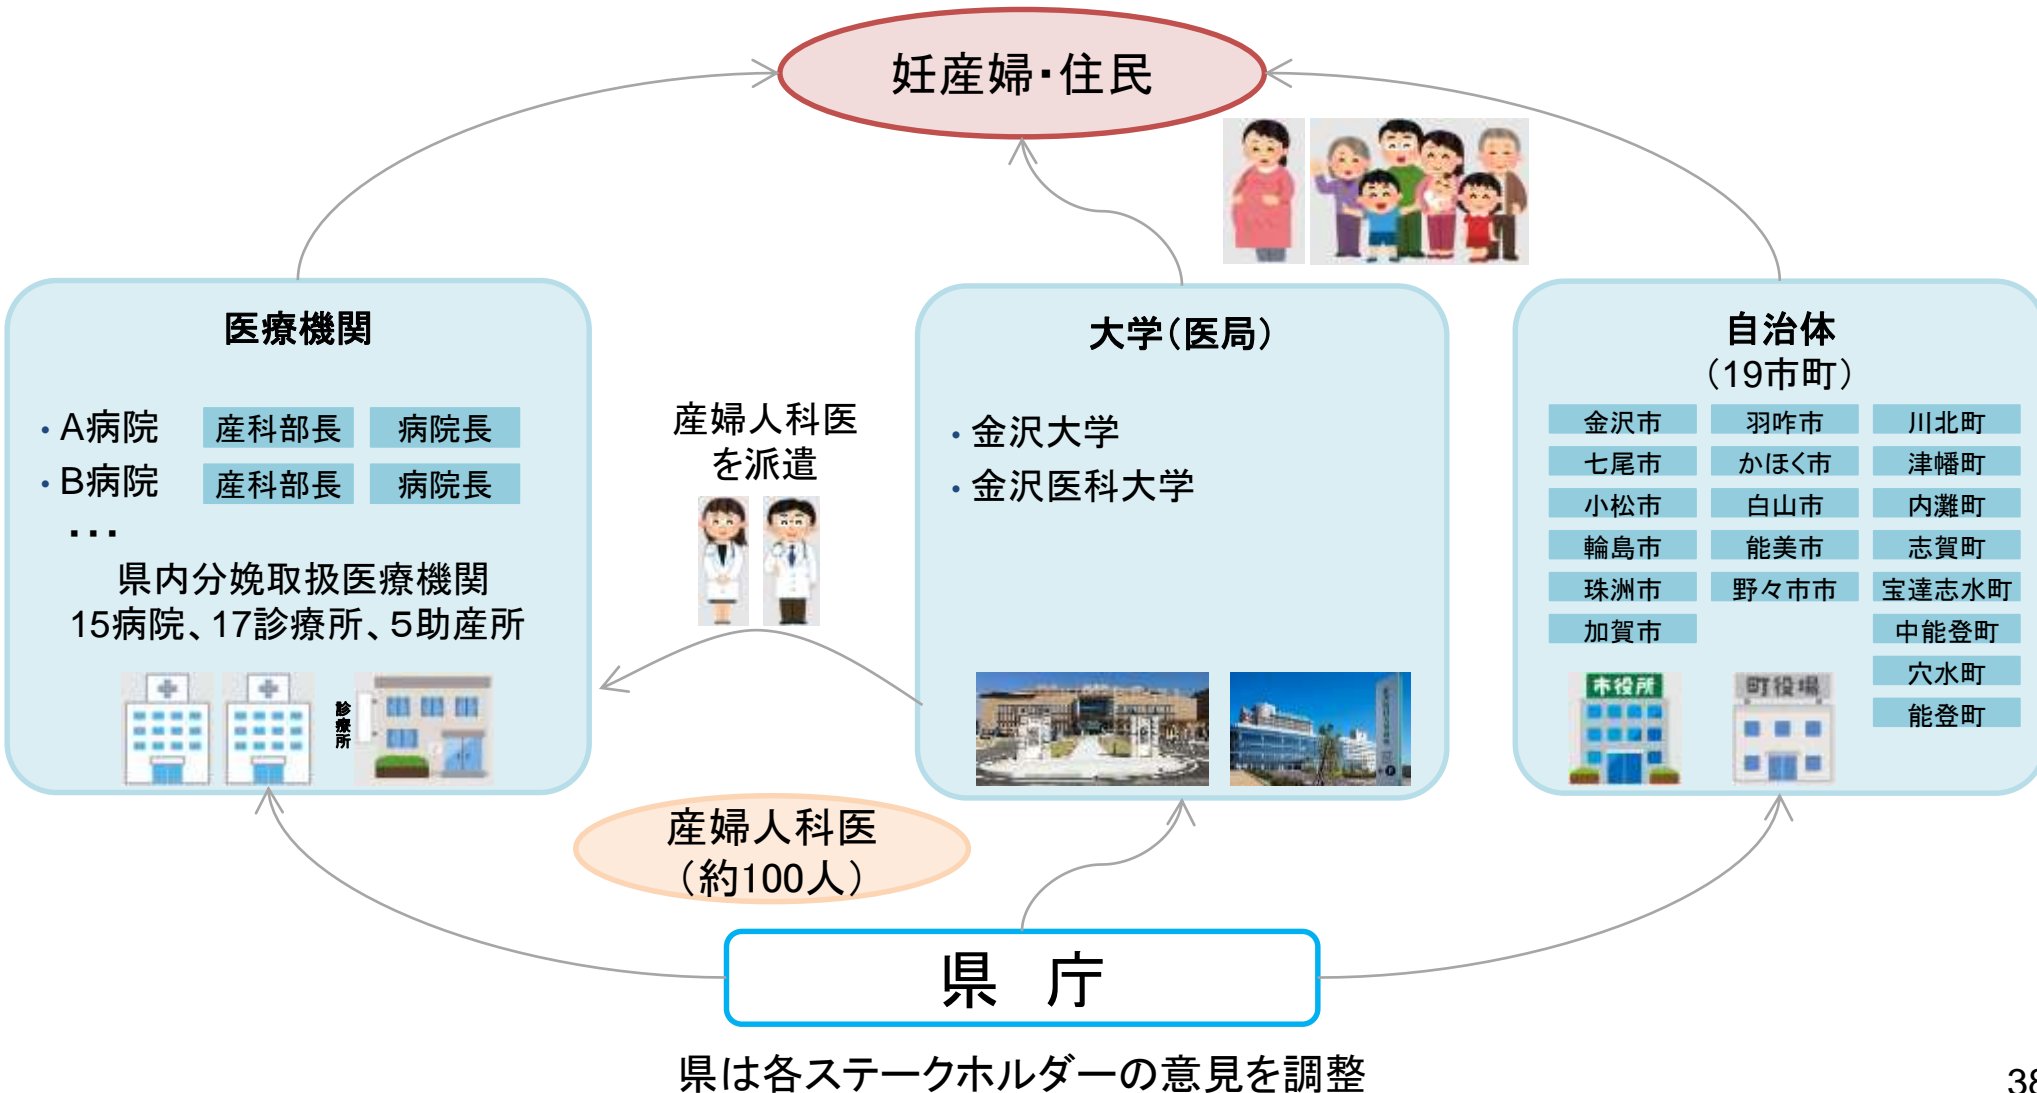 妊産婦・住民
医療機関
・A病院 産科部長 病院長
・B病院 産科部長 病院長
・・・
県内分娩取扱医療機関
15病院、17診療所、5助産所
診療所
産婦人科医
を派遣
大学（医局）
・金沢大学
・金沢医科大学
自治体
（19市町）
金沢市 羽咋市 川北町
七尾市 かほく市 津幡町
小松市 白山市 内灘町
輪島市 能美市 志賀町
珠洲市 野々市市 宝達志水町
加賀市 中能登町
穴水町
能登町
市役所
町役場
産婦人科医
（約100人）
県 庁
県は各ステークホルダーの意見を調整
38